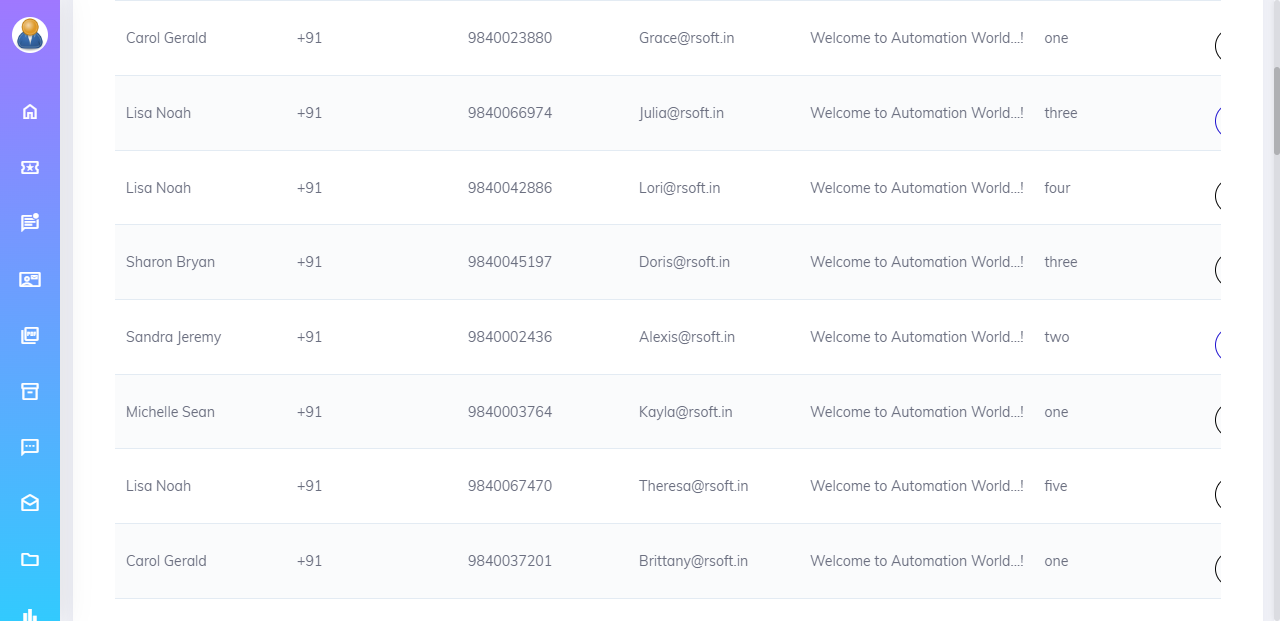 Carol Gerald +91 9840023880 Grace@rsoft.in Welcome to Automation World...! one
Lisa Noah +91 9840066974 Julia@rsoft.in Welcome to Automation World...! three
Lisa Noah +91 9840042886 Lori@rsoft.in Welcome to Automation World...! four
Sharon Bryan +91 9840045197 Doris@rsoft.in Welcome to Automation World...! three
Sandra Jeremy +91 9840002436 Alexis@rsoft.in Welcome to Automation World...! two
Michelle Sean +91 9840003764 Kayla@rsoft.in Welcome to Automation World...! one
Lisa Noah +91 9840067470 Theresa@rsoft.in Welcome to Automation World...! five
Carol Gerald +91 9840037201 Brittany@rsoft.in Welcome to Automation World...! one